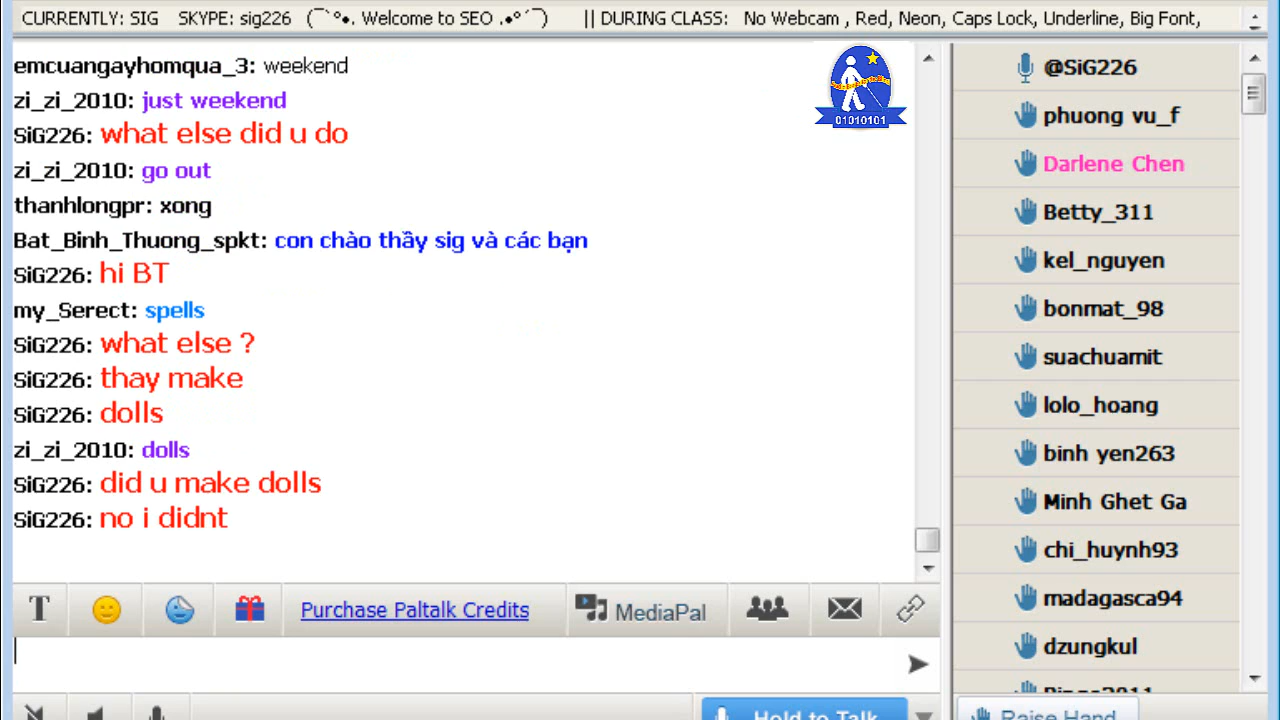 CURRENTLY: SIG SKYPE: sig226 (¯`°•. Welcome to SEO .•°´¯) || DURING CLASS: No Webcam , Red, Neon, Caps Lock, Underline, Big Font,
emcuangayhomqua_3: weekend
zi_zi_2010: just weekend
SiG226: what else did u do
zi_zi_2010: go out
thanhlongpr: xong
Bat_Binh_Thuong_spkt: con chào thầy sig và các bạn
SiG226: hi BT
my_Serect: spells
SiG226: what else ?
SiG226: thay make
SiG226: dolls
zi_zi_2010: dolls
SiG226: did u make dolls
SiG226: no i didnt
01010101
@SiG226
phuong vu_f
Darlene Chen
Betty_311
kel_nguyen
bonmat_98
suachuamit
lolo_hoang
binh yen263
Minh Ghet Ga
chi_huynh93
madagasca94
dzungkul
T Purchase Paltalk Credits MediaPal
Hold to Talk
Raise Hand